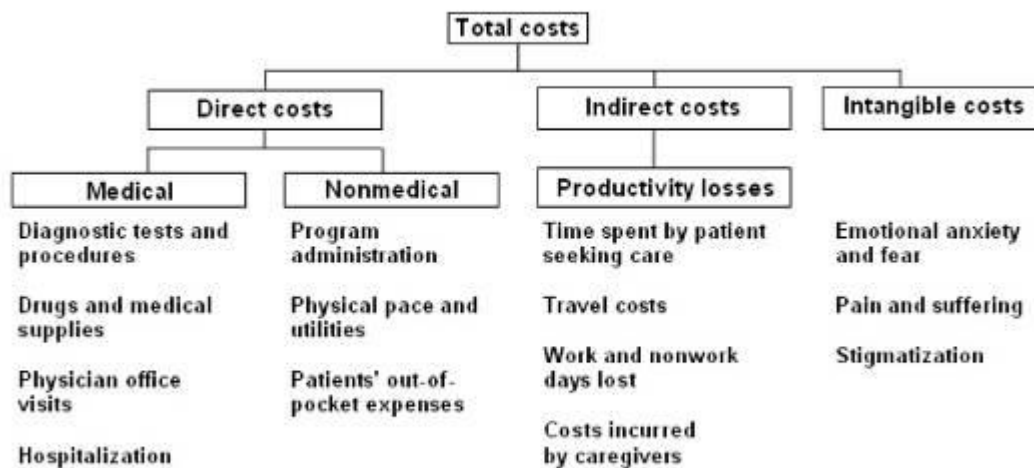 Total costs
Direct costs
Indirect costs
Intangible costs
Medical
Nonmedical
Productivity losses
Diagnostic tests and
procedures
Drugs and medical
supplies
Physician office
visits
Hospitalization
Program
administration
Physical pace and
utilities
Patients' out-of-
pocket expenses
Time spent by patient
seeking care
Travel costs
Work and nonwork
days lost
Costs incurred
by caregivers
Emotional anxiety
and fear
Pain and suffering
Stigmatization